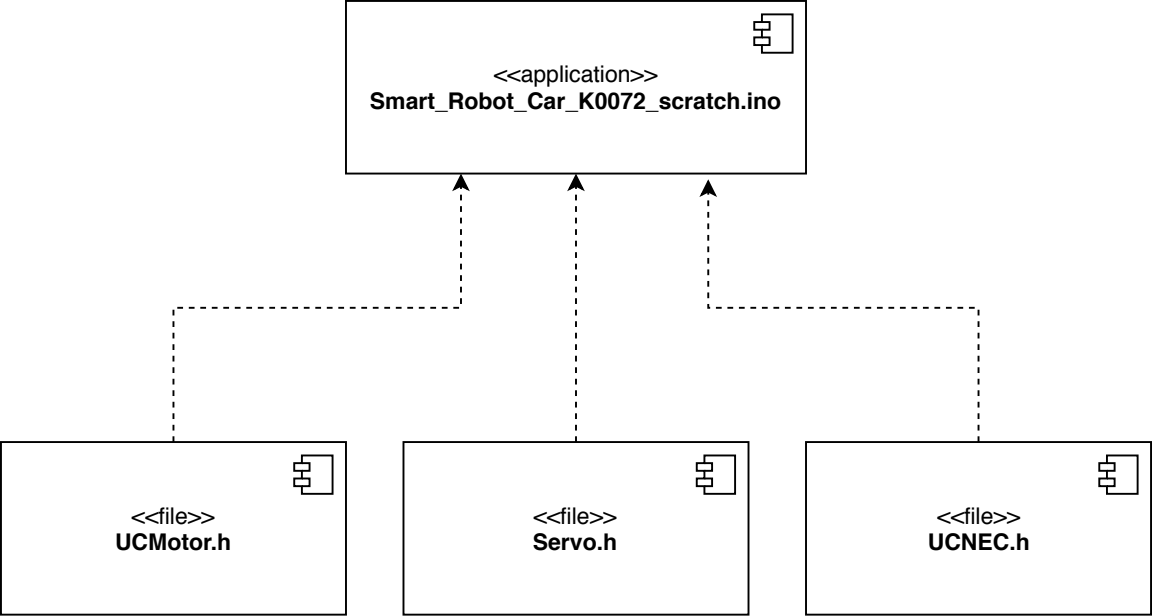 <<application>>
Smart_Robot_Car_K0072_scratch.ino
<<file>>
UCMotor.h
<<file>>
Servo.h
<<file>>
UCNEC.h